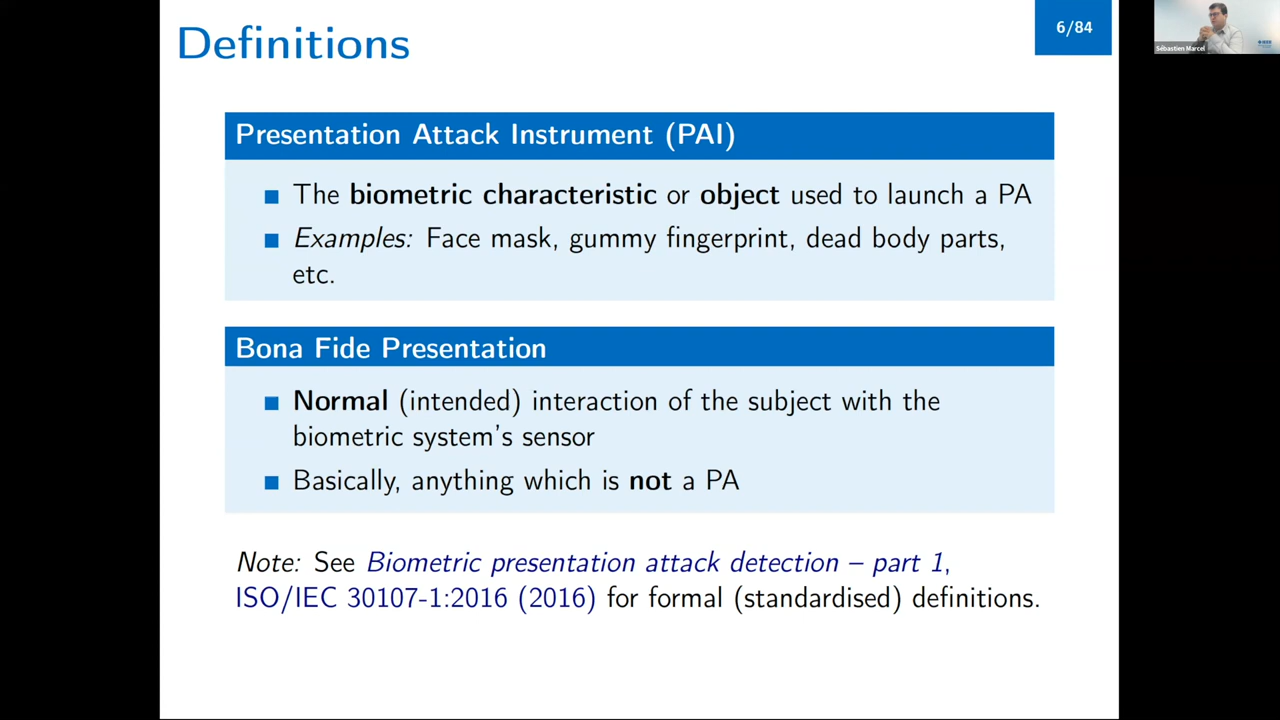 Definitions
6/84
Sébastien Marcel
Presentation Attack Instrument (PAI)
The biometric characteristic or object used to launch a PA
Examples: Face mask, gummy fingerprint, dead body parts,
etc.
Bona Fide Presentation
Normal (intended) interaction of the subject with the
biometric system's sensor
Basically, anything which is not a PA
Note: See Biometric presentation attack detection – part 1,
ISO/IEC 30107-1:2016 (2016) for formal (standardised) definitions.